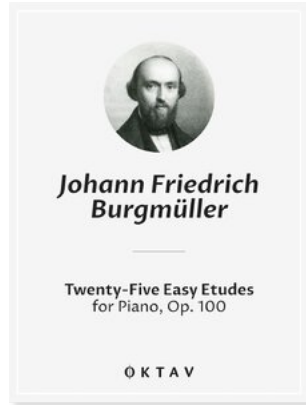 Johann Friedrich
Burgmüller
Twenty-Five Easy Etudes
for Piano, Op. 100
OKTAV